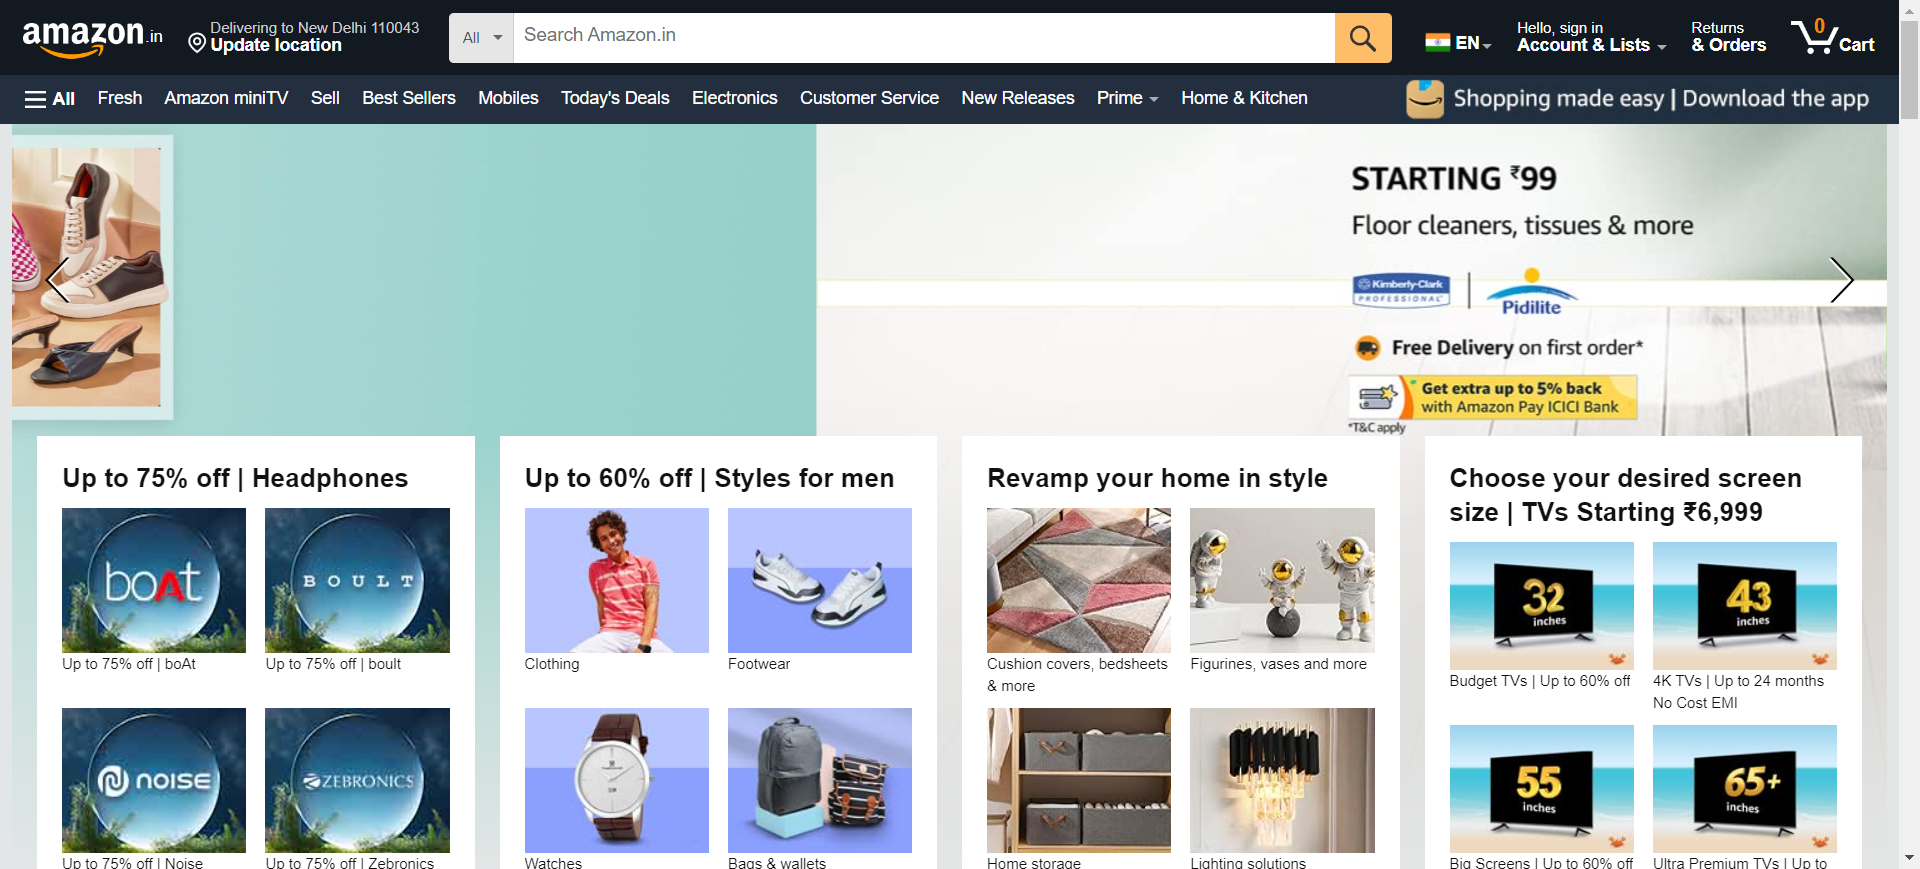 amazon.in
Delivering to New Delhi 110043
Update location
All
Search Amazon.in
EN
Hello, sign in
Account & Lists
Returns
& Orders
0
Cart
All
Fresh
Amazon miniTV
Sell
Best Sellers
Mobiles
Today's Deals
Electronics
Customer Service
New Releases
Prime
Home & Kitchen
Shopping made easy | Download the app
STARTING ₹99
Floor cleaners, tissues & more
Kimberly-Clark
PROFESSIONAL
Pidilite
Free Delivery on first order*
Get extra up to 5% back
with Amazon Pay ICICI Bank
*T&C apply
Up to 75% off | Headphones
boAt
BOULT
Up to 75% off | boAt
Up to 75% off | boult
noise
ZEBRONICS
Up to 75% off | Noise
Up to 75% off | Zebronics
Up to 60% off | Styles for men
Clothing
Footwear
Watches
Bags & wallets
Revamp your home in style
Cushion covers, bedsheets
& more
Figurines, vases and more
Home storage
Lighting solutions
Choose your desired screen
size | TVs Starting ₹6,999
32
inches
43
inches
Budget TVs | Up to 60% off
4K TVs | Up to 24 months
No Cost EMI
55
inches
65+
inches
Big Screens | Up to 60% off
Ultra Premium TVs | Up to